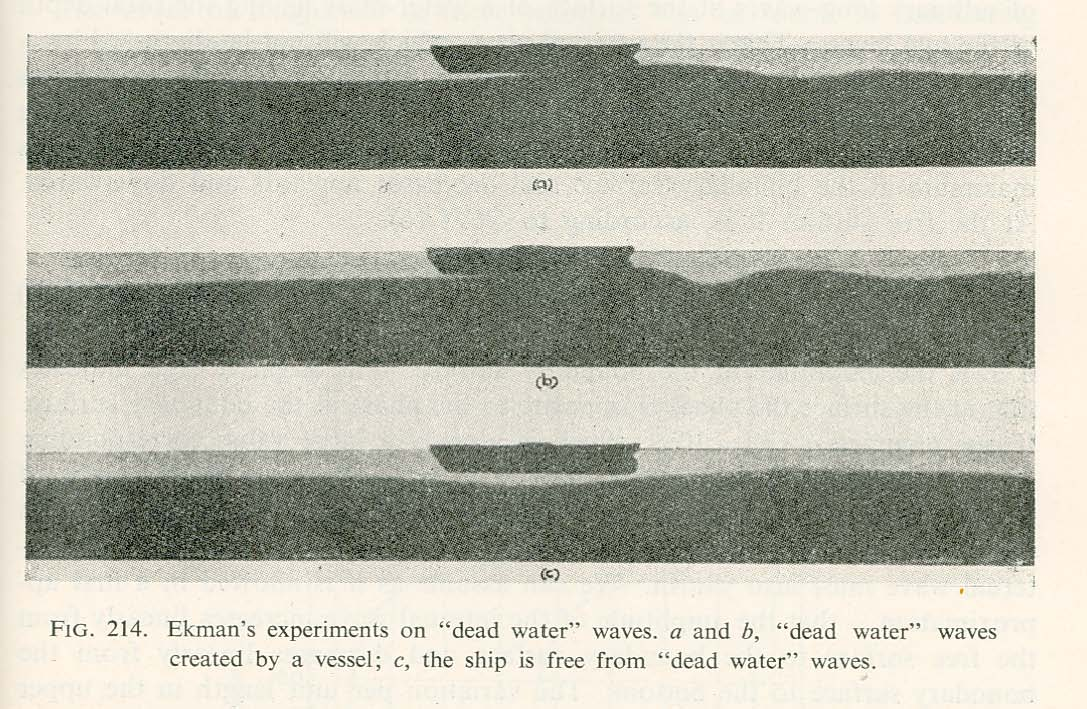 (a)
(b)
(c)
FIG. 214. Ekman's experiments on “dead water” waves. a and b, “dead water” waves
created by a vessel; c, the ship is free from “dead water” waves.